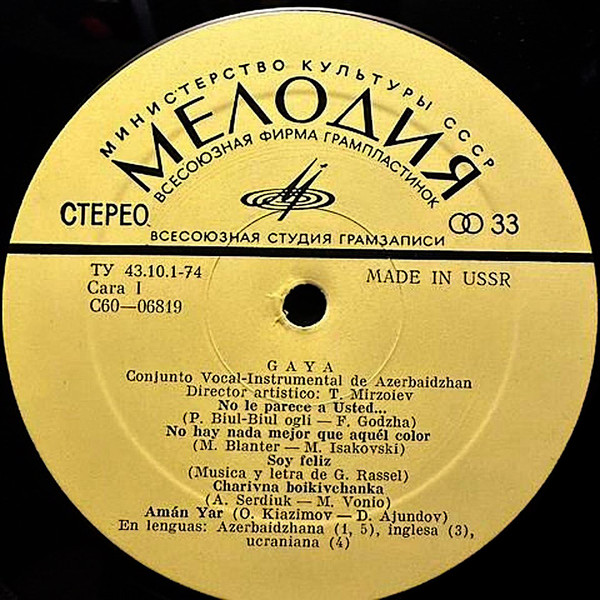 МИНИСТЕРСТВО КУЛЬТУРЫ СССР
МЕЛОДИЯ
ВСЕСОЮЗНАЯ ФИРМА ГРАМПЛАСТИНОК
СТЕРЕО
33
ВСЕСОЮЗНАЯ СТУДИЯ ГРАМЗАПИСИ
ТУ 43.10.1-74
MADE IN USSR
Cara I
С60—06819
GAYA
Conjunto Vocal-Instrumental de Azerbaidzhan
Director artistico: T. Mirzoiev
No le parece a Usted...
(P. Biul-Biul ogli — F. Godzha)
No hay nada mejor que aquél color
(M. Blanter — M. Isakovski)
Soy feliz
(Musica y letra de G. Rassel)
Charivna boikivchanka
(A. Serdiuk — M. Vonio)
Amán Yar (O. Kiazimov — D. Ajundov)
En lenguas: Azerbaidzhana (1, 5), inglesa (3),
ucraniana (4)